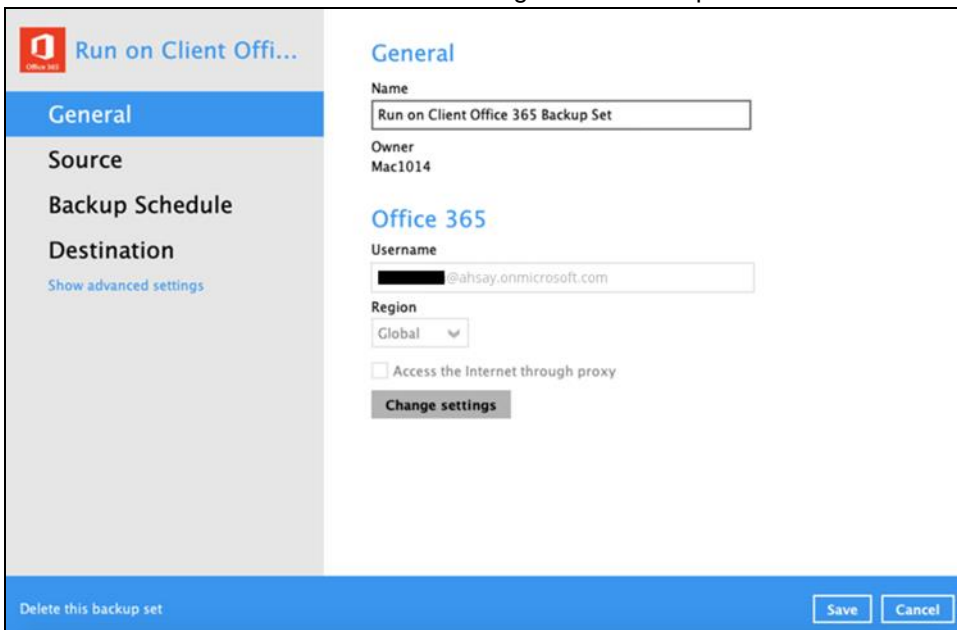 Office 365
Run on Client Offi...
General
Source
Backup Schedule
Destination
Show advanced settings
General
Name
Run on Client Office 365 Backup Set
Owner
Mac1014
Office 365
Username
@ahsay.onmicrosoft.com
Region
Global
Access the Internet through proxy
Change settings
Delete this backup set
Save
Cancel